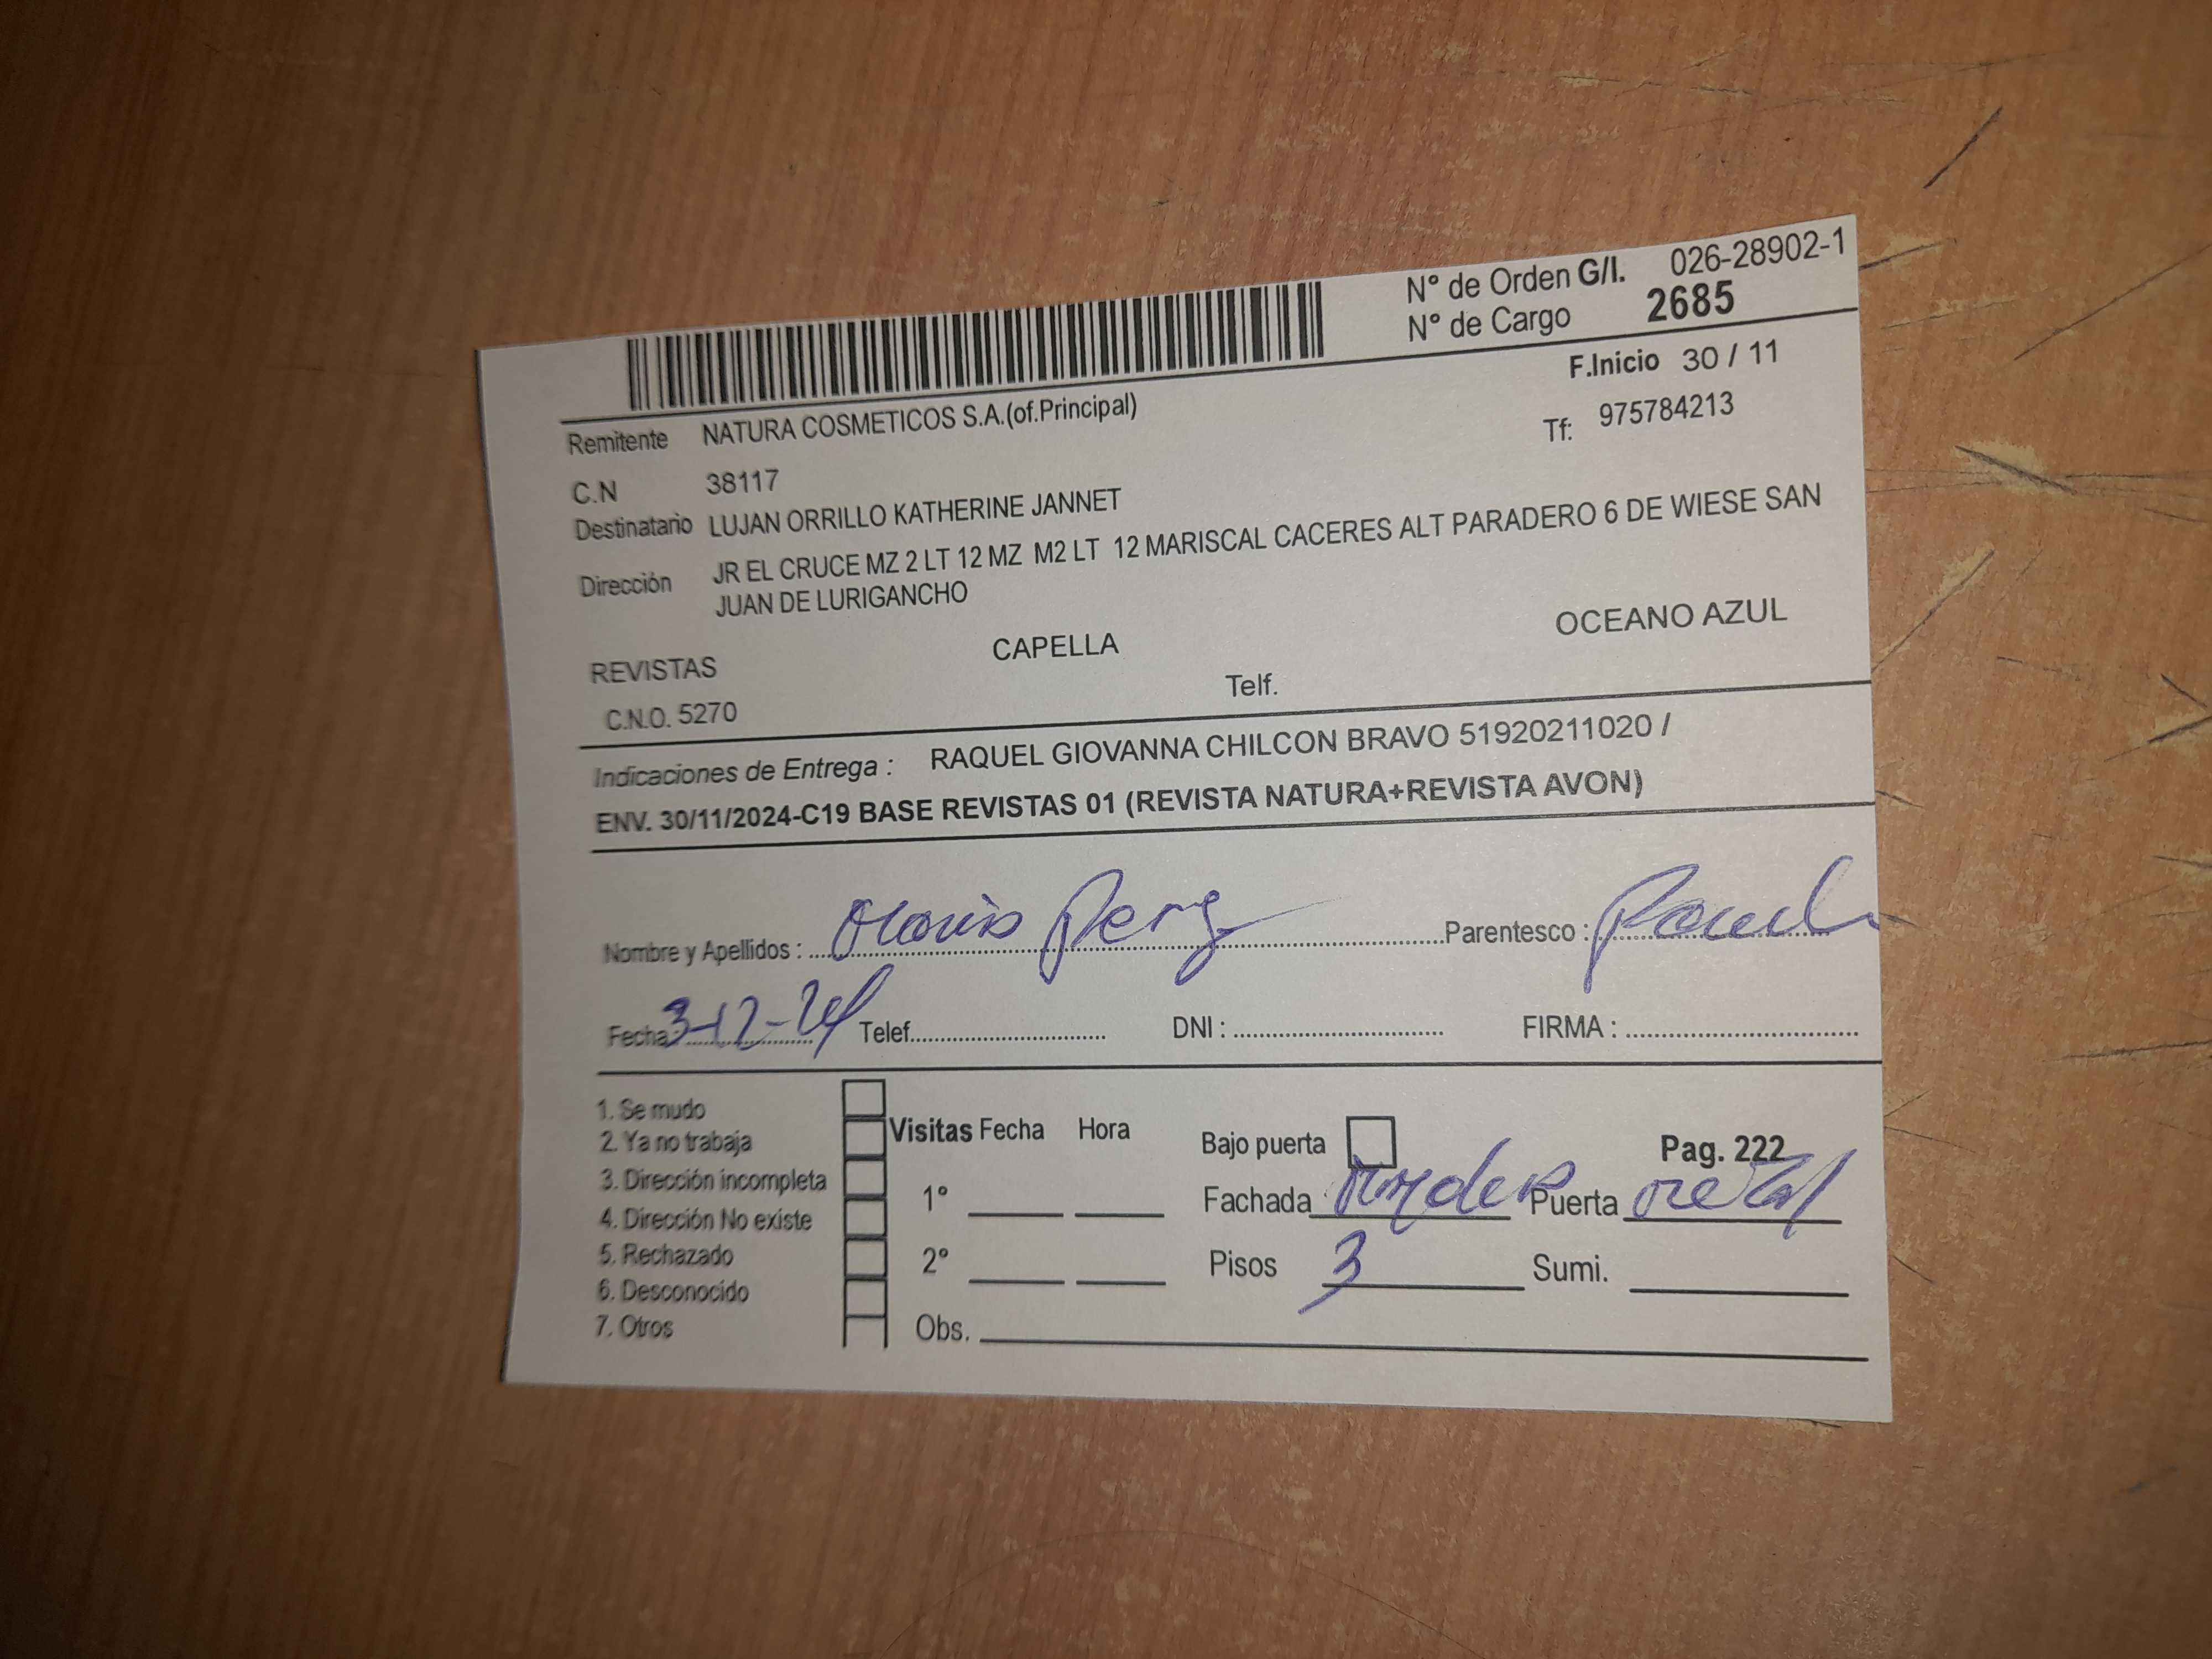 N° de Orden G/I. 026-28902-1
N° de Cargo 2685
F.Inicio 30 / 11
Remitente NATURA COSMETICOS S.A.(of.Principal)
Tf: 975784213
C.N 38117
Destinatario LUJAN ORRILLO KATHERINE JANNET
Dirección JR EL CRUCE MZ 2 LT 12 MZ M2 LT 12 MARISCAL CACERES ALT PARADERO 6 DE WIESE SAN
JUAN DE LURIGANCHO
REVISTAS CAPELLA OCEANO AZUL
C.N.O. 5270 Telf.
Indicaciones de Entrega : RAQUEL GIOVANNA CHILCON BRAVO 51920211020 /
ENV. 30/11/2024-C19 BASE REVISTAS 01 (REVISTA NATURA+REVISTA AVON)
Nombre y Apellidos : Parentesco :
Fecha: 3-12-24 Telef. DNI : FIRMA :
1. Se mudo
2. Ya no trabaja
3. Dirección incompleta
4. Dirección No existe
5. Rechazado
6. Desconocido
7. Otros
Visitas Fecha Hora
1°
2°
Obs.
Bajo puerta Pag. 222
Fachada Puerta metal
Pisos 3 Sumi.